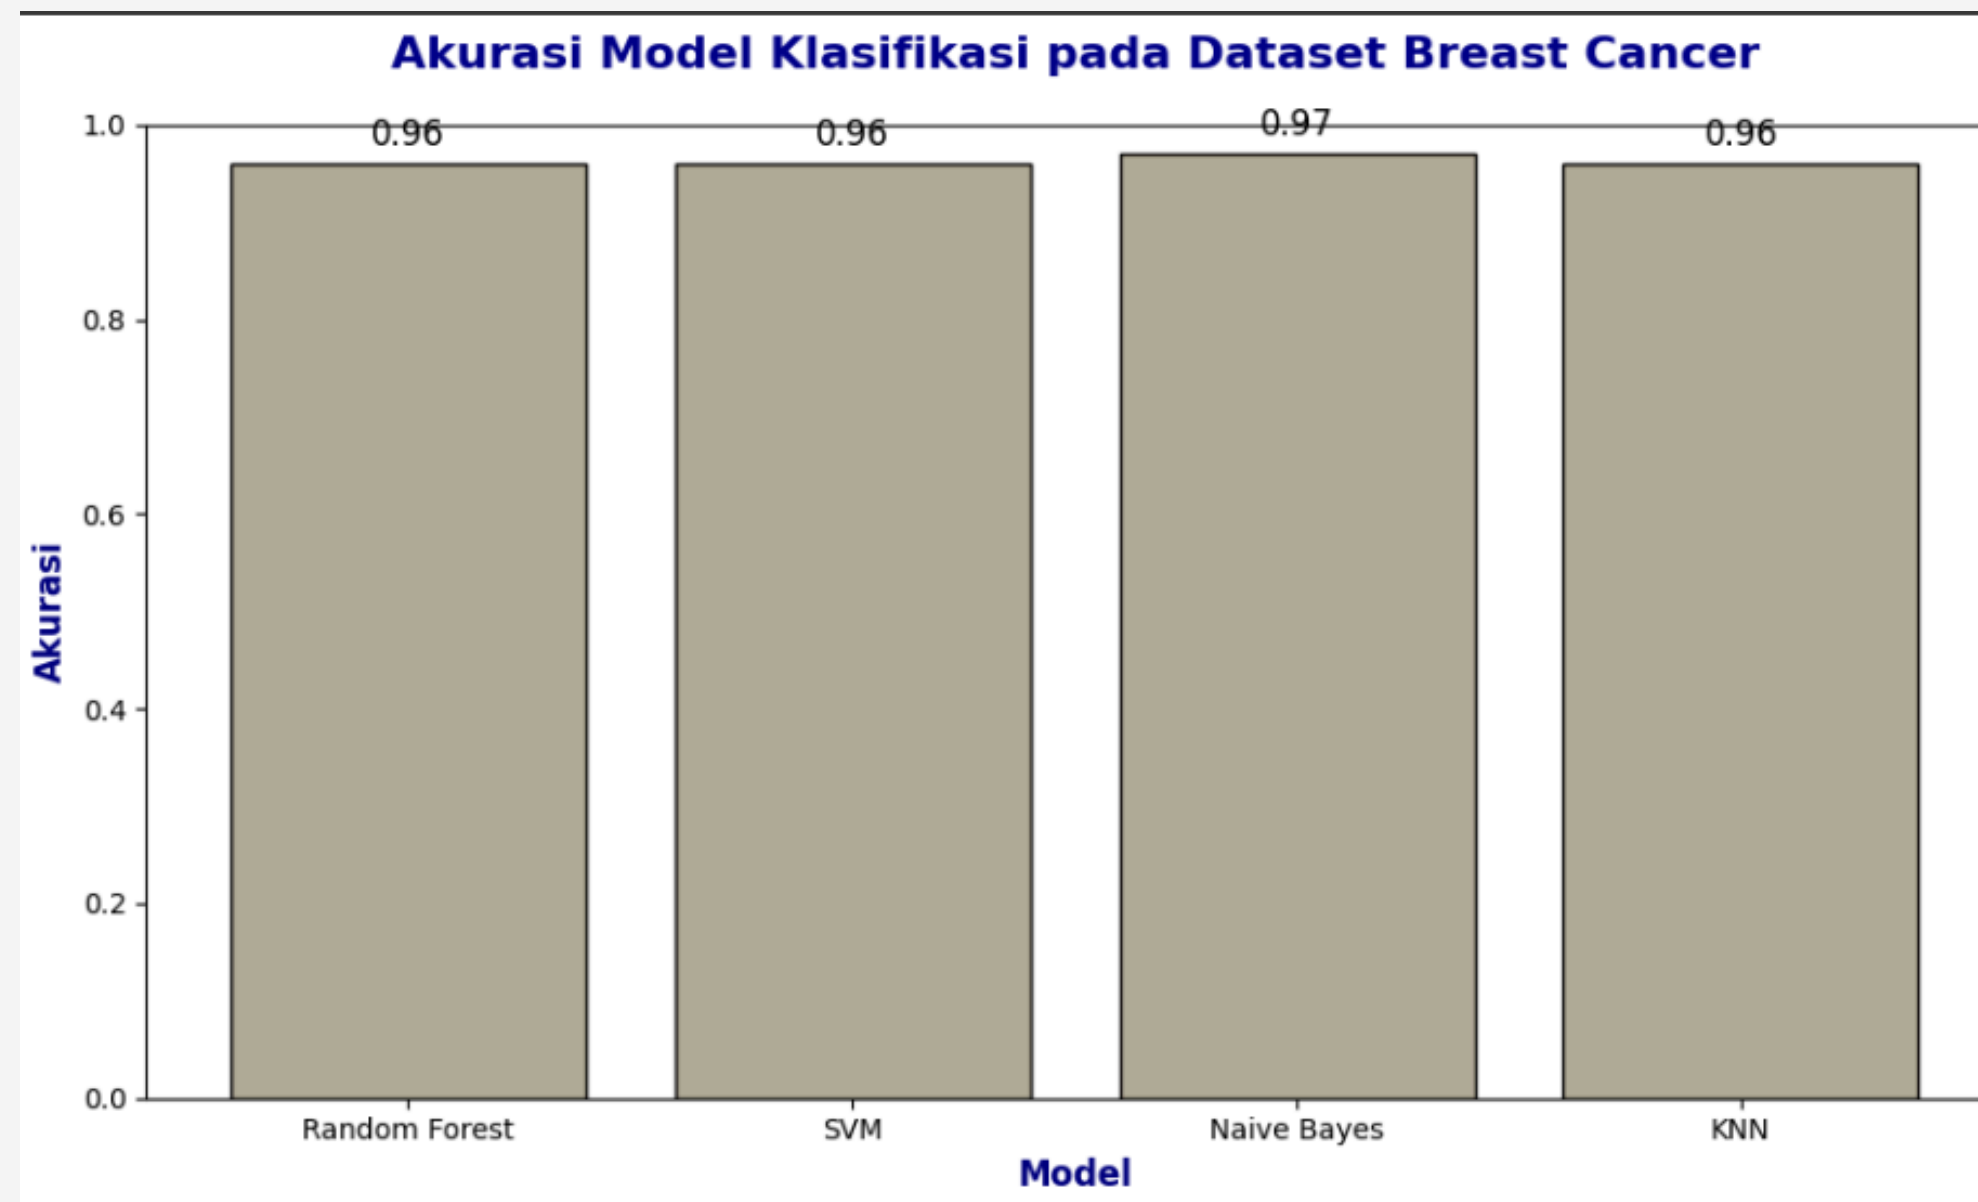 Akurasi Model Klasifikasi pada Dataset Breast Cancer
1.0
0.8
0.6
0.4
0.2
0.0
Akurasi
0.96
0.96
0.97
0.96
Random Forest
SVM
Naive Bayes
KNN
Model